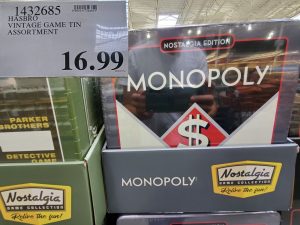 1432685
HASBRO
VINTAGE GAME TIN
ASSORTMENT
16.99
NOSTALGIA EDITION
MONOPOLY
$
PARKER
BROTHERS
DETECTIVE
GAME
Nostalgia
GAME COLLECTION
Relive the fun!
MONOPOLY
Nostalgia
GAME COLLECTION
Relive the fun!